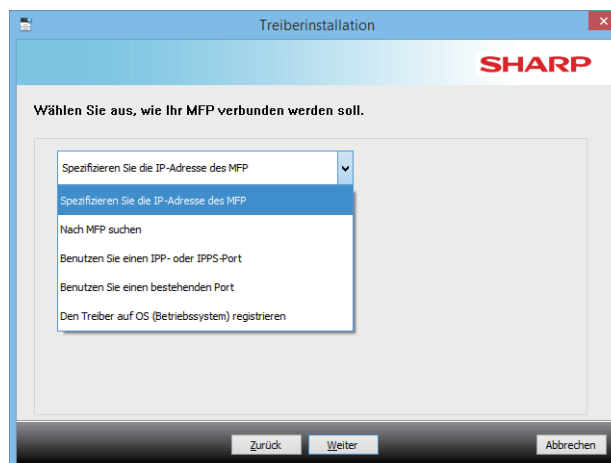 Treiberinstallation
SHARP
Wählen Sie aus, wie Ihr MFP verbunden werden soll.
Spezifizieren Sie die IP-Adresse des MFP
Spezifizieren Sie die IP-Adresse des MFP
Nach MFP suchen
Benutzen Sie einen IPP- oder IPPS-Port
Benutzen Sie einen bestehenden Port
Den Treiber auf OS (Betriebssystem) registrieren
Zurück Weiter Abbrechen